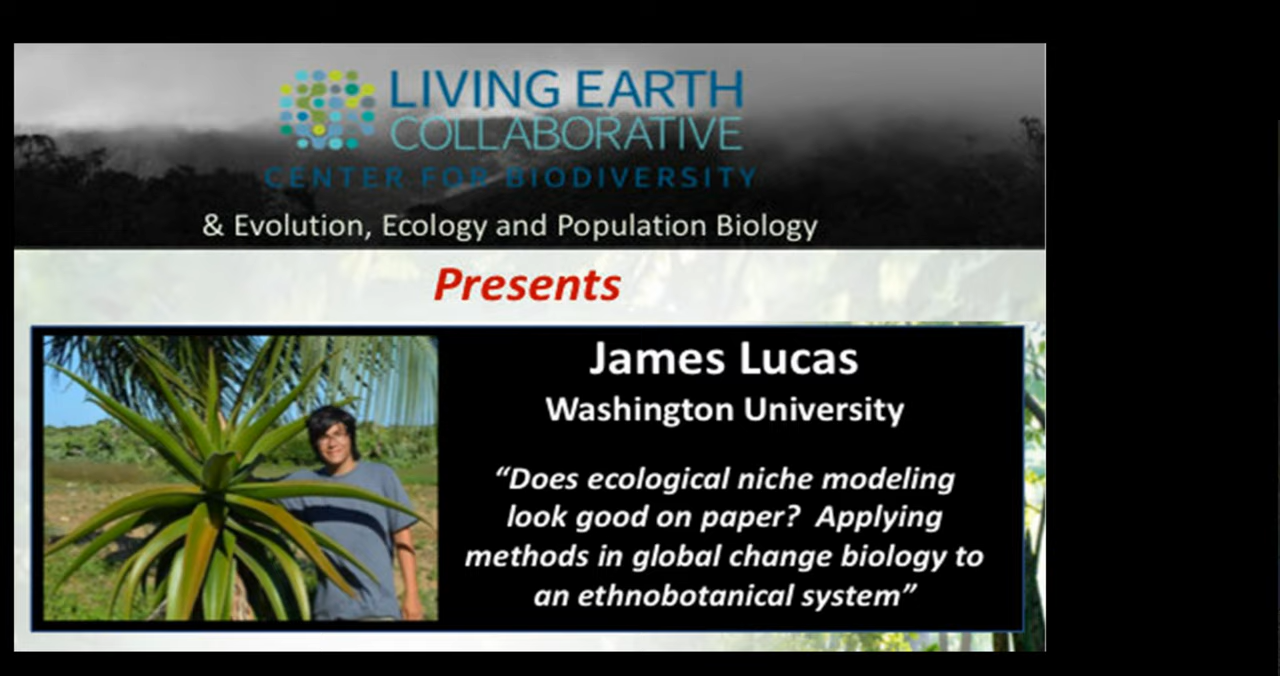 LIVING EARTH
COLLABORATIVE
CENTER FOR BIODIVERSITY
& Evolution, Ecology and Population Biology
Presents
James Lucas
Washington University
“Does ecological niche modeling
look good on paper?  Applying
methods in global change biology to
an ethnobotanical system”